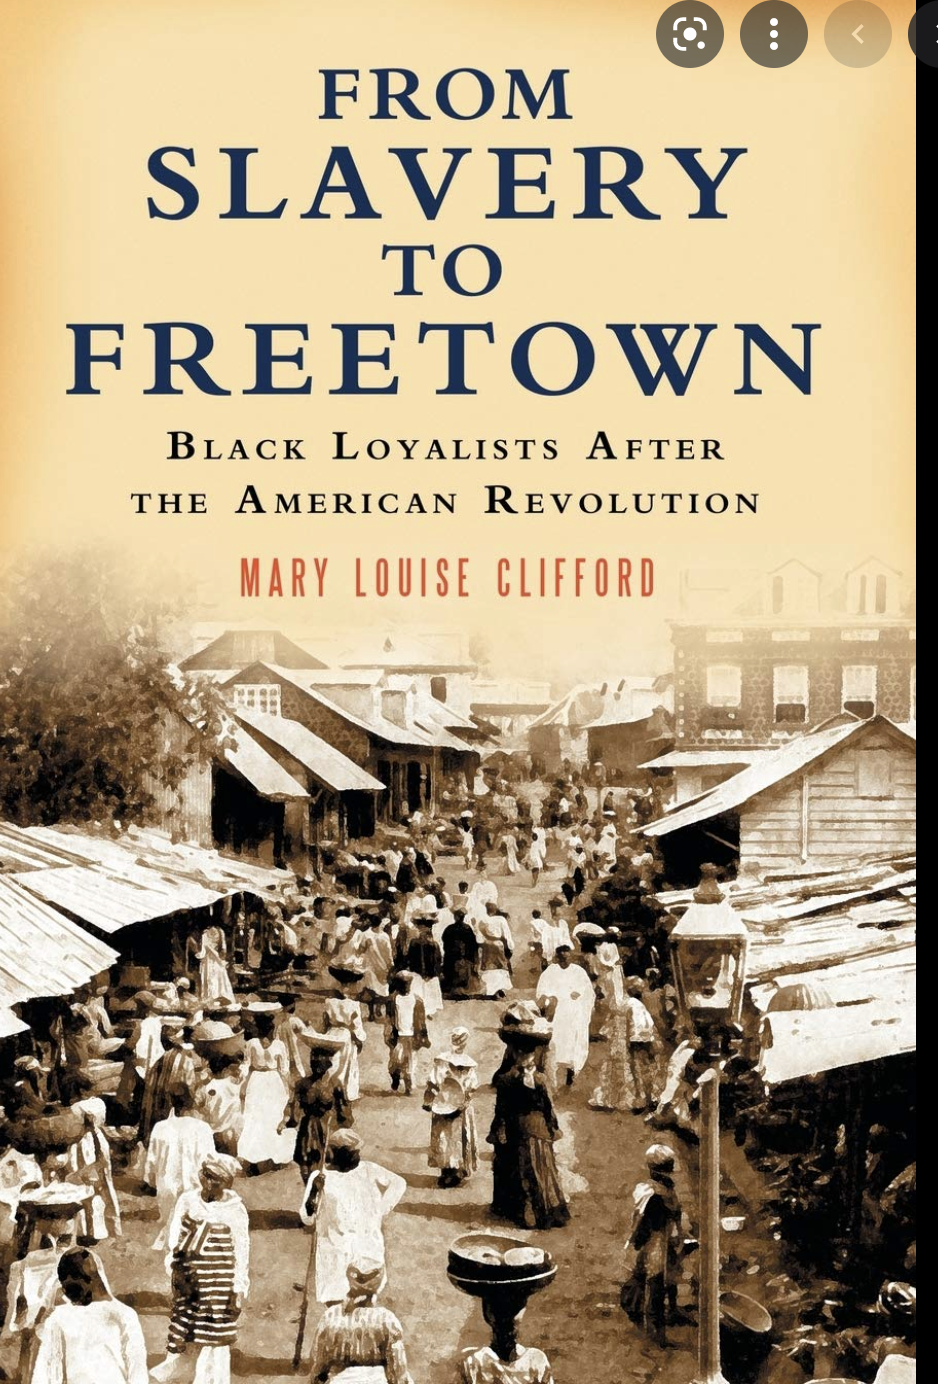 FROM
SLAVERY
TO
FREETOWN
BLACK LOYALISTS AFTER
THE AMERICAN REVOLUTION
MARY LOUISE CLIFFORD